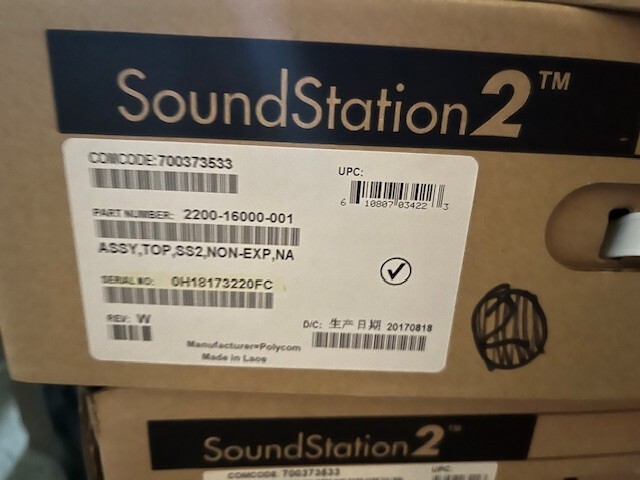 SoundStation2™
COMCODE:700373533
UPC:
6 10807 03422 3
PART NUMBER: 2200-16000-001
ASSY,TOP,SS2,NON-EXP,NA
SERIAL NO: 0H18173220FC
REV: W
D/C: 生产日期 20170818
Manufacturer=Polycom
Made in Laos
SoundStation2™
COMCODE: 700373533
UPC: